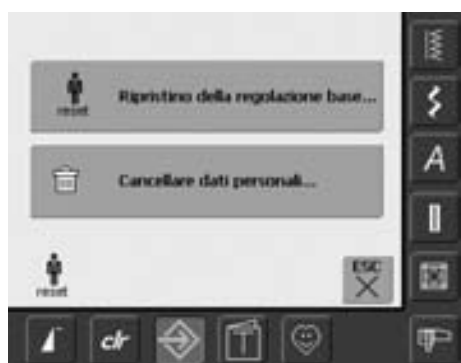 Ripristino della regolazione base...
reset
Cancellare dati personali...
reset
ESC
A
clr